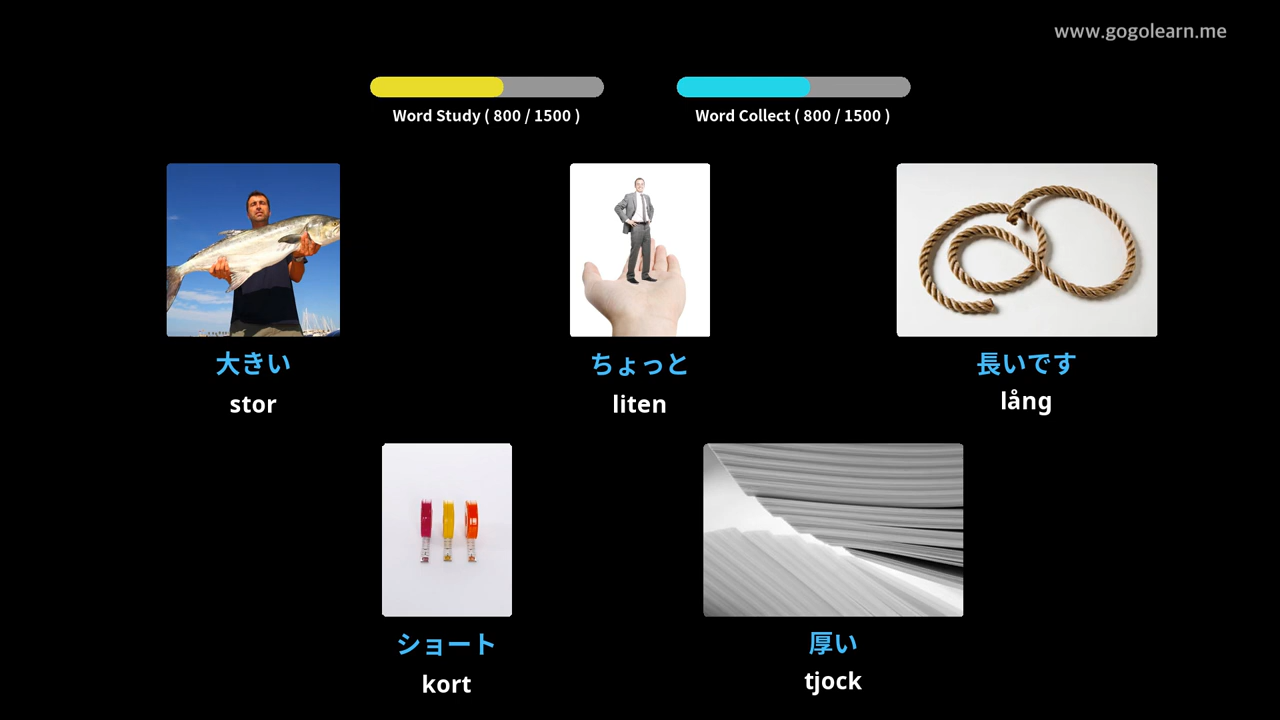 www.gogolearn.me
Word Study ( 800 / 1500 )
Word Collect ( 800 / 1500 )
大きい
stor
ちょっと
liten
長いです
lång
ショート
kort
厚い
tjock